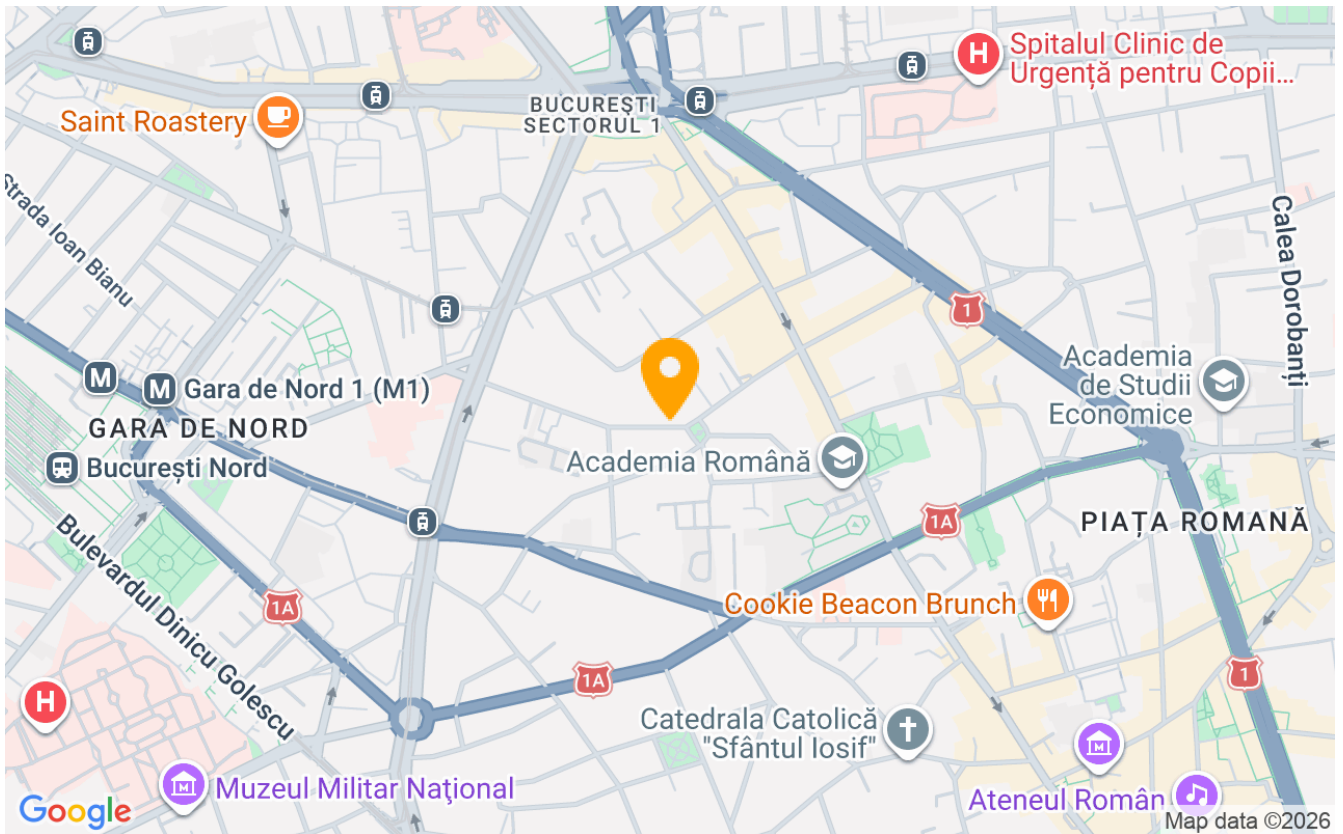 Spitalul Clinic de
Urgență pentru Copii...
Saint Roastery
BUCUREȘTI
SECTORUL 1
Strada Ioan Bianu
Calea Dorobanți
1
Academia
de Studii
Economice
M
M
Gara de Nord 1 (M1)
GARA DE NORD
București Nord
Academia Română
1A
PIAȚA ROMANĂ
Bulevardul Dinicu Golescu
1A
Cookie Beacon Brunch
1A
1
H
H
Catedrala Catolică
"Sfântul Iosif"
Muzeul Militar Naţional
Ateneul Român
Google
Map data ©2026